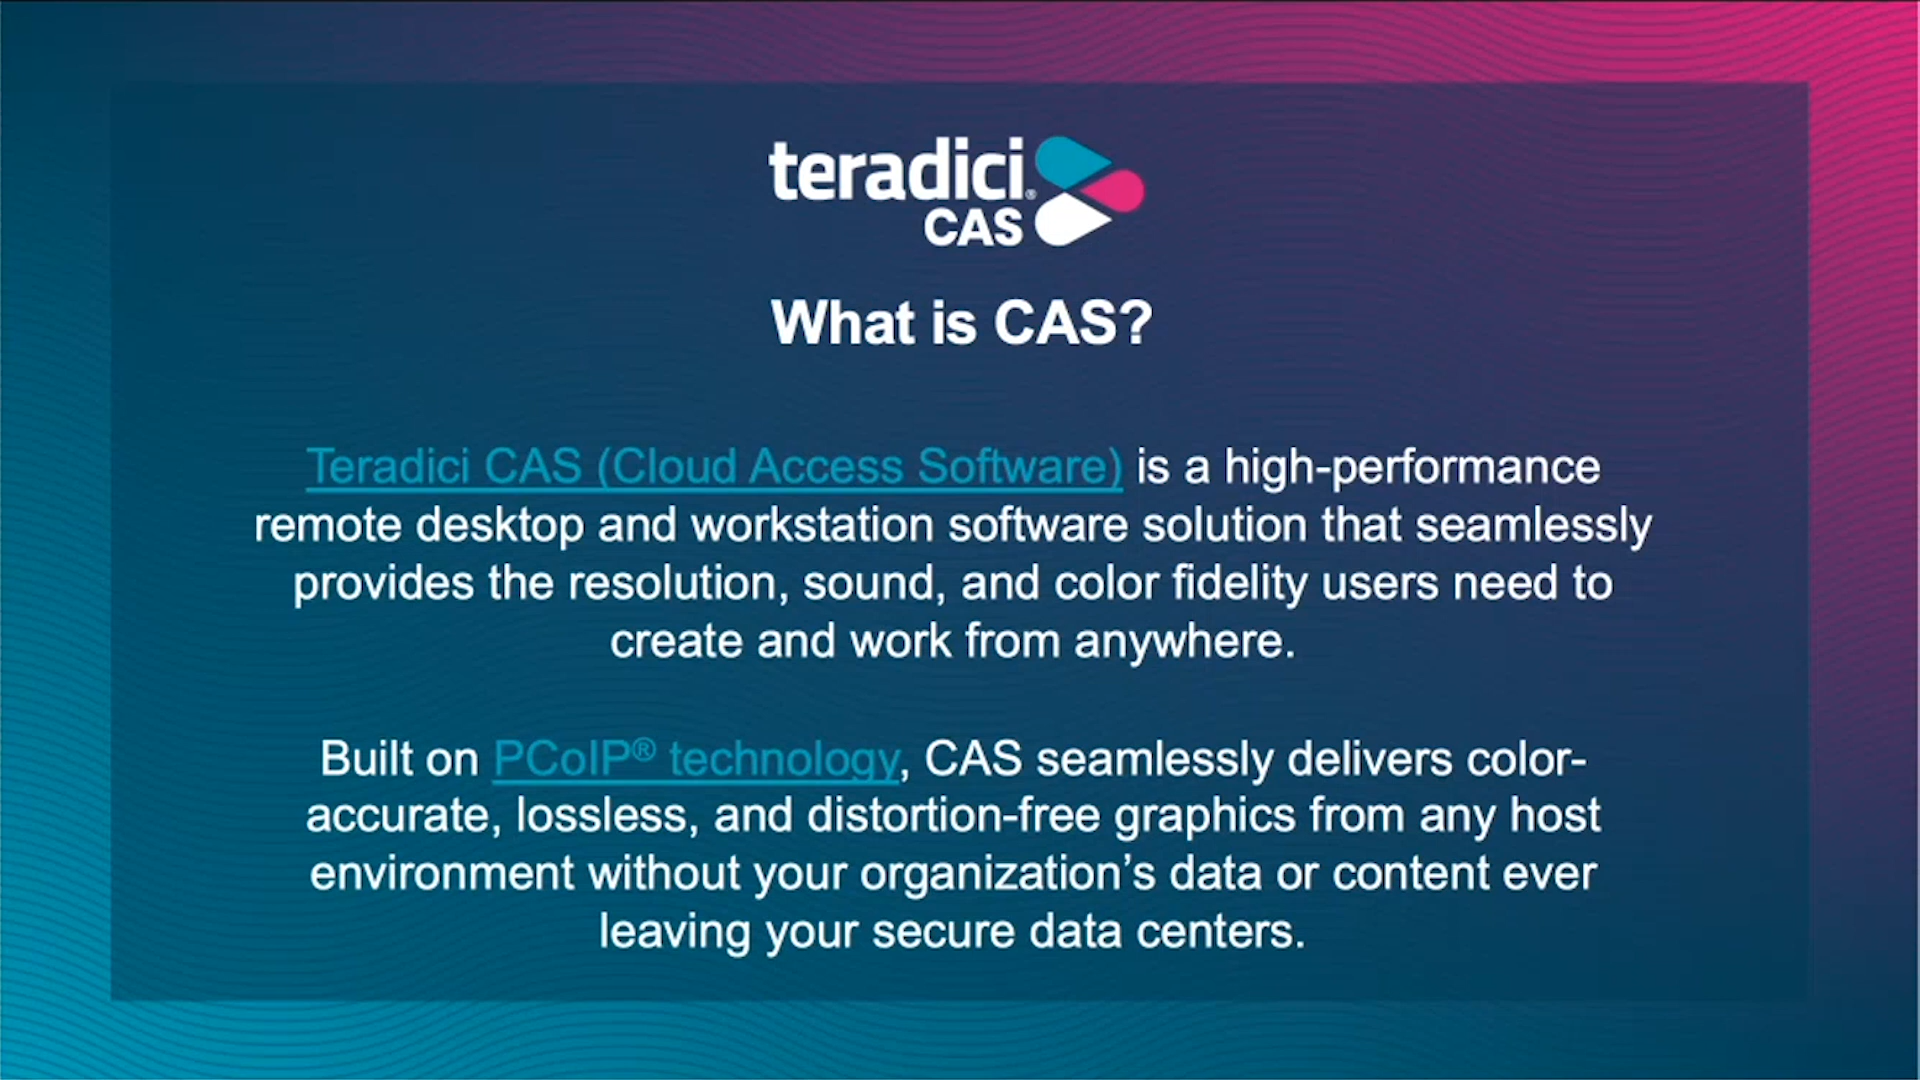 teradici®
CAS
What is CAS?
Teradici CAS (Cloud Access Software) is a high-performance
remote desktop and workstation software solution that seamlessly
provides the resolution, sound, and color fidelity users need to
create and work from anywhere.
Built on PCoIP® technology, CAS seamlessly delivers color-
accurate, lossless, and distortion-free graphics from any host
environment without your organization’s data or content ever
leaving your secure data centers.